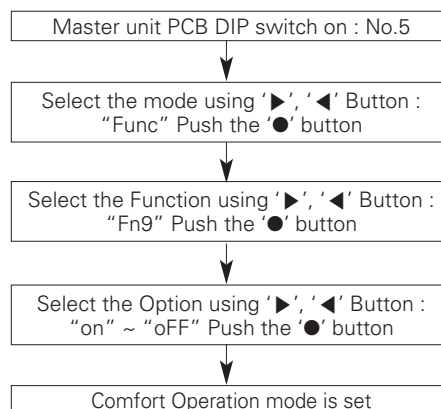 Master unit PCB DIP switch on : No.5
Select the mode using ‘▶’, ‘◀’ Button :
“Func” Push the ‘●’ button
Select the Function using ‘▶’, ‘◀’ Button :
“Fn9” Push the ‘●’ button
Select the Option using ‘▶’, ‘◀’ Button :
“on” ~ “oFF” Push the ‘●’ button
Comfort Operation mode is set